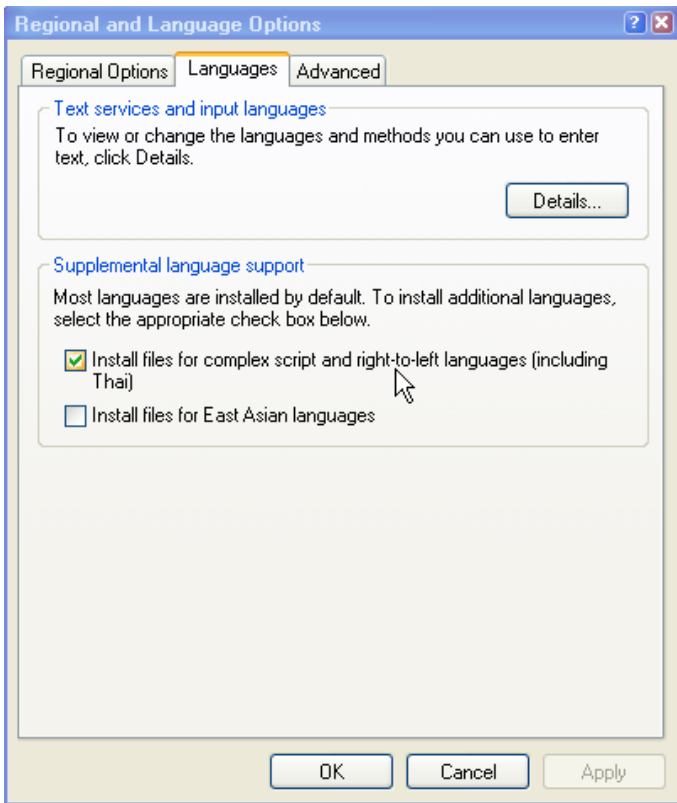 Regional and Language Options
Regional Options Languages Advanced
Text services and input languages
To view or change the languages and methods you can use to enter
text, click Details.
Details...
Supplemental language support
Most languages are installed by default. To install additional languages,
select the appropriate check box below.
Install files for complex script and right-to-left languages (including
Thai)
Install files for East Asian languages
OK Cancel Apply